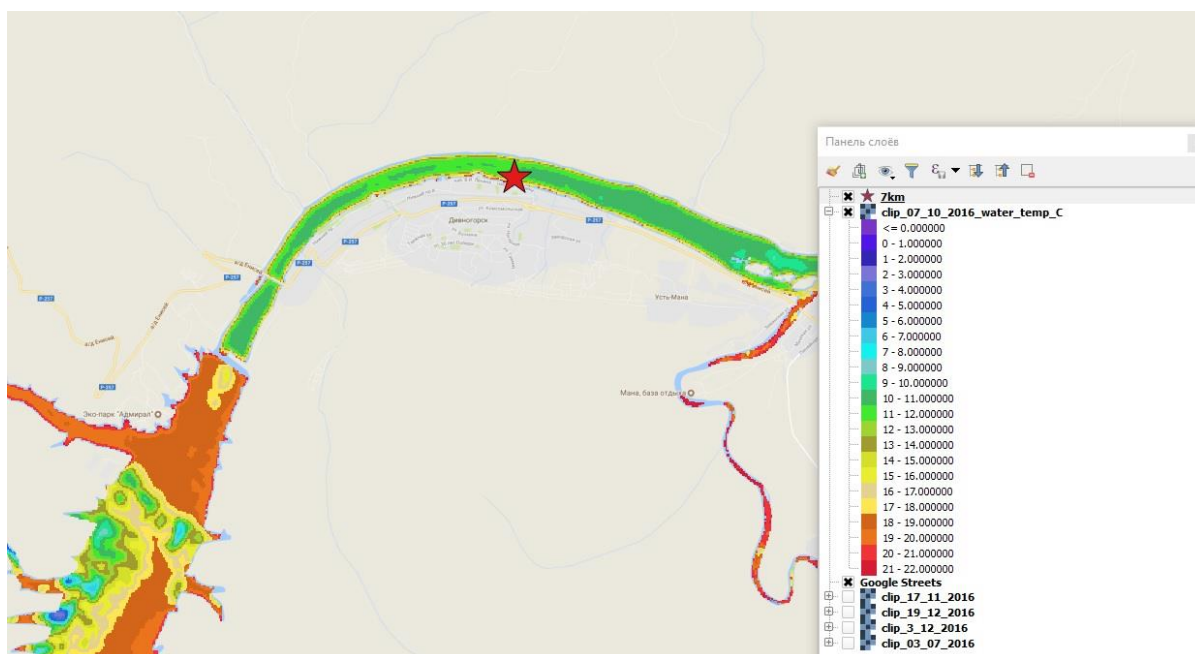 Дивногорск
Р-257
Р-257
Р-257
Р-257
Р-257
Р-257
а/д Енисей
а/д Енисей
Усть-Мана
Мана, база отдыха
Эко-парк "Адмирал"
Панель слоёв
7km
clip_07_10_2016_water_temp_C
<= 0.000000
0 - 1.000000
1 - 2.000000
2 - 3.000000
3 - 4.000000
4 - 5.000000
5 - 6.000000
6 - 7.000000
7 - 8.000000
8 - 9.000000
9 - 10.000000
10 - 11.000000
11 - 12.000000
12 - 13.000000
13 - 14.000000
14 - 15.000000
15 - 16.000000
16 - 17.000000
17 - 18.000000
18 - 19.000000
19 - 20.000000
20 - 21.000000
21 - 22.000000
Google Streets
clip_17_11_2016
clip_19_12_2016
clip_3_12_2016
clip_03_07_2016